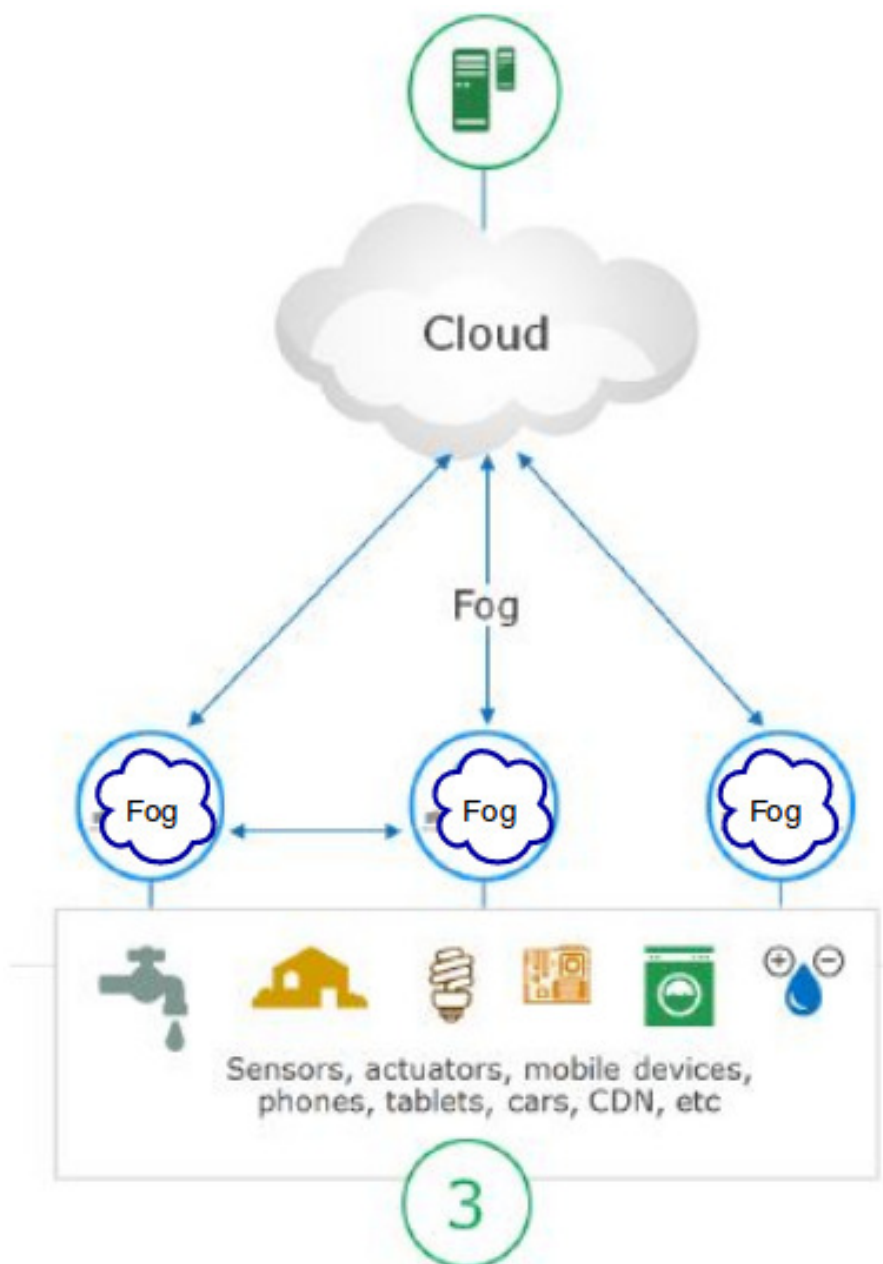 Cloud
Fog
Fog
Fog
Fog
Sensors, actuators, mobile devices,
phones, tablets, cars, CDN, etc
3